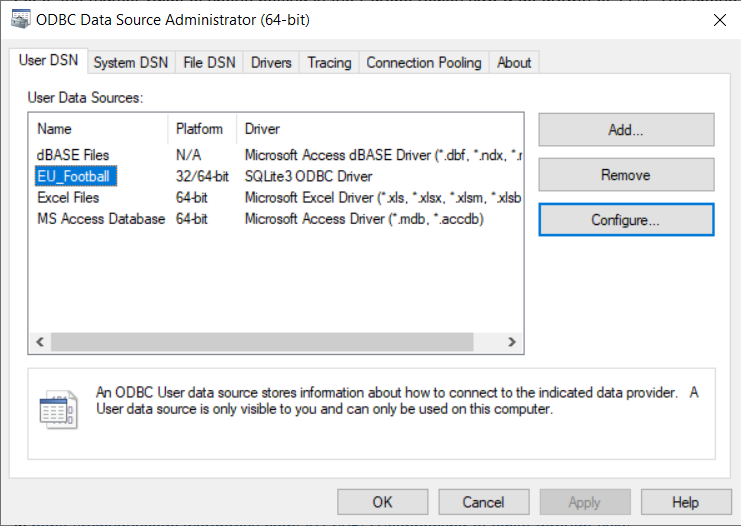 ODBC Data Source Administrator (64-bit)
User DSN System DSN File DSN Drivers Tracing Connection Pooling About
User Data Sources:
Name Platform Driver
dBASE Files N/A Microsoft Access dBASE Driver (*.dbf, *.ndx, *.r
EU_Football 32/64-bit SQLite3 ODBC Driver
Excel Files 64-bit Microsoft Excel Driver (*.xls, *.xlsx, *.xlsm, *.xlsb
MS Access Database 64-bit Microsoft Access Driver (*.mdb, *.accdb)
Add...
Remove
Configure...
An ODBC User data source stores information about how to connect to the indicated data provider. A
User data source is only visible to you and can only be used on this computer.
OK Cancel Apply Help